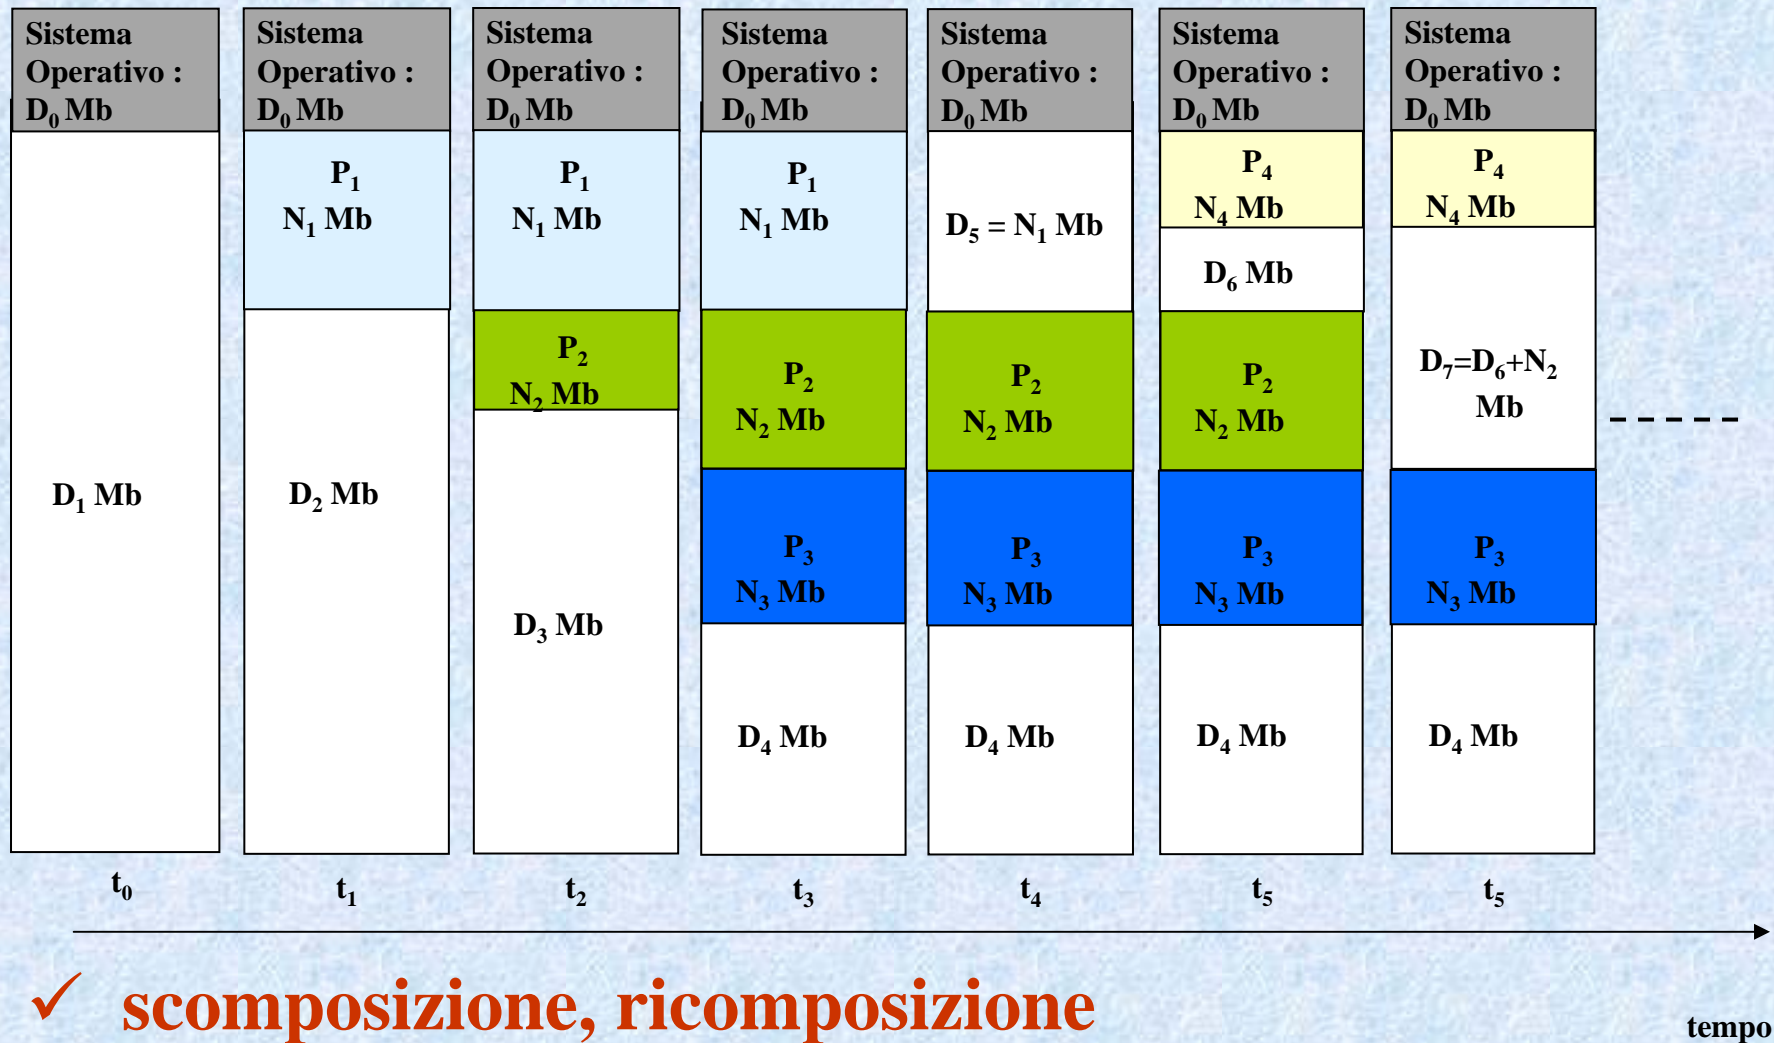 Sistema
Operativo :
D₀ Mb
D₁ Mb
t₀
Sistema
Operativo :
D₀ Mb
P₁
N₁ Mb
D₂ Mb
t₁
Sistema
Operativo :
D₀ Mb
P₁
N₁ Mb
P₂
N₂ Mb
D₃ Mb
t₂
Sistema
Operativo :
D₀ Mb
P₁
N₁ Mb
P₂
N₂ Mb
P₃
N₃ Mb
D₄ Mb
t₃
Sistema
Operativo :
D₀ Mb
D₅ = N₁ Mb
P₂
N₂ Mb
P₃
N₃ Mb
D₄ Mb
t₄
Sistema
Operativo :
D₀ Mb
P₄
N₄ Mb
D₆ Mb
P₂
N₂ Mb
P₃
N₃ Mb
D₄ Mb
t₅
Sistema
Operativo :
D₀ Mb
P₄
N₄ Mb
D₇=D₆+N₂
Mb
P₃
N₃ Mb
D₄ Mb
t₅
✓ scomposizione, ricomposizione
tempo